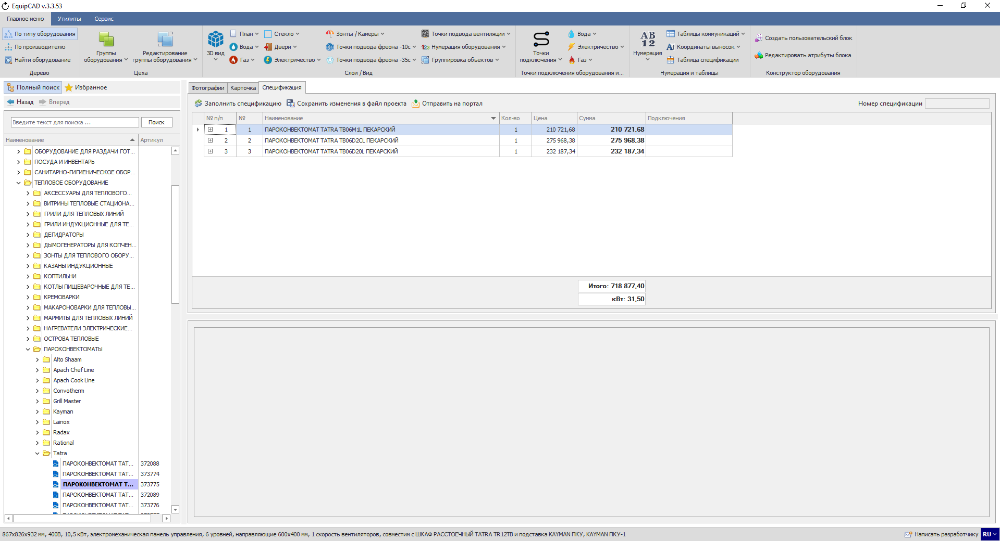 EquipCAD v.3.3.53
Главное меню Утилиты Сервис
По типу оборудования
По производителю
Найти оборудование
Дерево
Группы оборудования
Редактирование группы оборудования
Цеха
3D вид
План
Вода
Газ
Стекло
Двери
Электричество
Зонты / Камеры
Точки подвода фреона -10с
Точки подвода фреона -35с
Точки подвода вентиляции
Нумерация оборудования
Группировка объектов
Слои / Вид
Точки подключения
Вода
Электричество
Газ
Точки подключения оборудования и...
AB 12
Нумерация
Таблицы коммуникаций
Координаты выносок
Таблица спецификации
Нумерация и таблицы
Создать пользовательский блок
Редактировать атрибуты блока
Конструктор оборудования
Полный поиск Избранное
Назад Вперед
Введите текст для поиска ... Поиск
Наименование Артикул
ОБОРУДОВАНИЕ ДЛЯ РАЗДАЧИ ГОТ...
ПОСУДА И ИНВЕНТАРЬ
САНИТАРНО-ГИГИЕНИЧЕСКОЕ ОБОР...
ТЕПЛОВОЕ ОБОРУДОВАНИЕ
АКСЕССУАРЫ ДЛЯ ТЕПЛОВОГО...
ВИТРИНЫ ТЕПЛОВЫЕ СТАЦИОНА...
ГРИЛИ ДЛЯ ТЕПЛОВЫХ ЛИНИЙ
ГРИЛИ ИНДУКЦИОННЫЕ ДЛЯ ТЕ...
ДЕГИДРАТОРЫ
ДЫМОГЕНЕРАТОРЫ ДЛЯ КОПЧЕН...
ЗОНТЫ ДЛЯ ТЕПЛОВОГО ОБОРУ...
КАЗАНЫ ИНДУКЦИОННЫЕ
КОПТИЛЬНИ
КОТЛЫ ПИЩЕВАРОЧНЫЕ ДЛЯ ТЕ...
КРЕМОВАРКИ
МАКАРОНОВАРКИ ДЛЯ ТЕПЛОВЫ...
МАРМИТЫ ДЛЯ ТЕПЛОВЫХ ЛИНИЙ
НАГРЕВАТЕЛИ ЭЛЕКТРИЧЕСКИЕ...
ОСТРОВА ТЕПЛОВЫЕ
ПАРОКОНВЕКТОМАТЫ
Alto Shaam
Apach Chef Line
Apach Cook Line
Convotherm
Grill Master
Kayman
Lainox
Radax
Rational
Tatra
ПАРОКОНВЕКТОМАТ TAT... 372088
ПАРОКОНВЕКТОМАТ TAT... 373774
ПАРОКОНВЕКТОМАТ T... 373775
ПАРОКОНВЕКТОМАТ TAT... 372089
ПАРОКОНВЕКТОМАТ TAT... 373776
Фотографии Карточка Спецификация
Заполнить спецификацию Сохранить изменения в файл проекта Отправить на портал Номер спецификации
№ п/п № Наименование Кол-во Цена Сумма Подключения
1 1 ПАРОКОНВЕКТОМАТ TATRA TB06M1L ПЕКАРСКИЙ 1 210 721,68 210 721,68
2 2 ПАРОКОНВЕКТОМАТ TATRA TB06D2CL ПЕКАРСКИЙ 1 275 968,38 275 968,38
3 3 ПАРОКОНВЕКТОМАТ TATRA TB06D20L ПЕКАРСКИЙ 1 232 187,34 232 187,34
Итого: 718 877,40
кВт: 31,50
867x826x932 мм, 400В, 10,5 кВт, электромеханическая панель управления, 6 уровней, направляющие 600x400 мм, 1 скорость вентиляторов, совместим с ШКАФ РАССТОЕЧНЫЙ TATRA TR12TB и подставка KAYMAN ПКУ, KAYMAN ПКУ-1
Написать разработчику RU